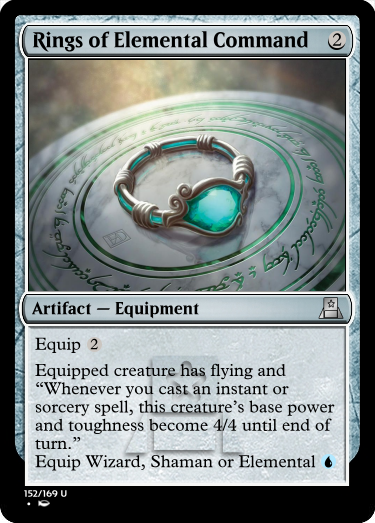 Rings of Elemental Command 2
Artifact — Equipment
Equip 2
Equipped creature has flying and
“Whenever you cast an instant or
sorcery spell, this creature’s base power
and toughness become 4/4 until end of
turn.”
Equip Wizard, Shaman or Elemental
152/169 U